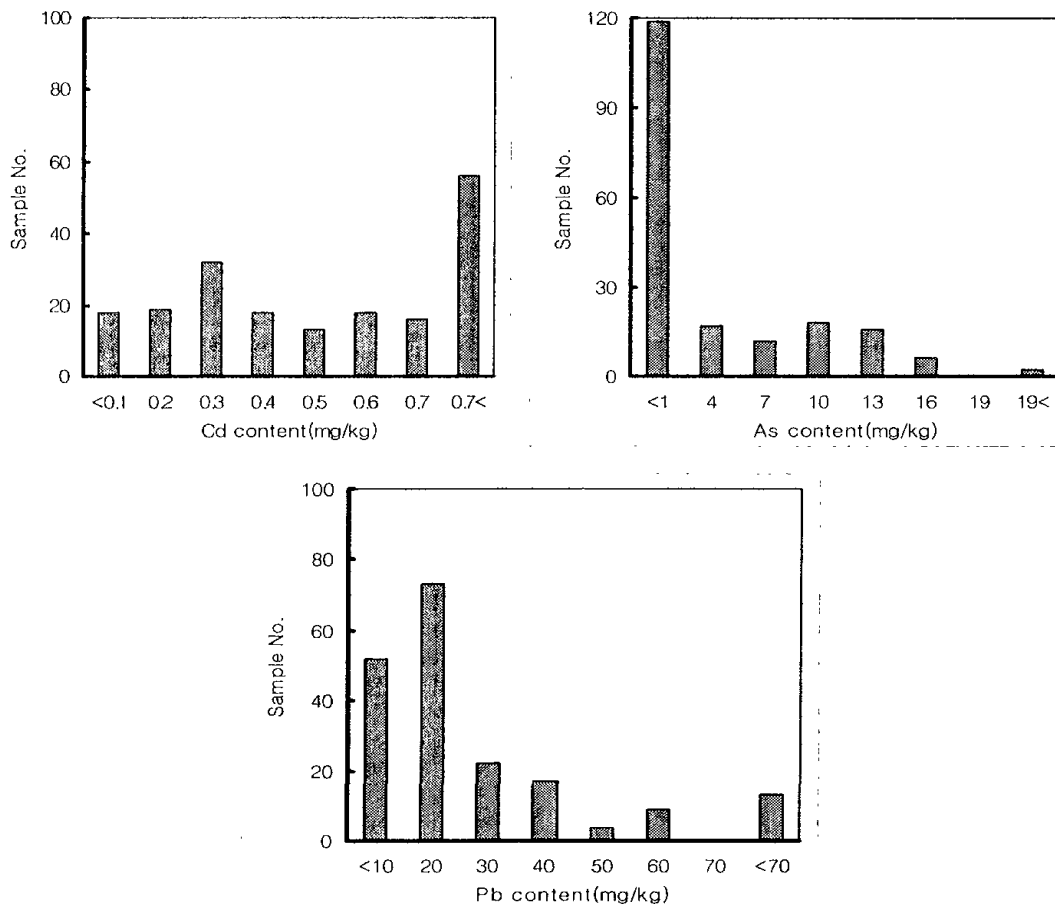 100
80
60
40
20
0
Sample No.
<0.1 0.2 0.3 0.4 0.5 0.6 0.7 0.7<
Cd content(mg/kg)
120
90
60
30
0
Sample No.
<1 4 7 10 13 16 19 19<
As content(mg/kg)
100
80
60
40
20
0
Sample No.
<10 20 30 40 50 60 70 <70
Pb content(mg/kg)